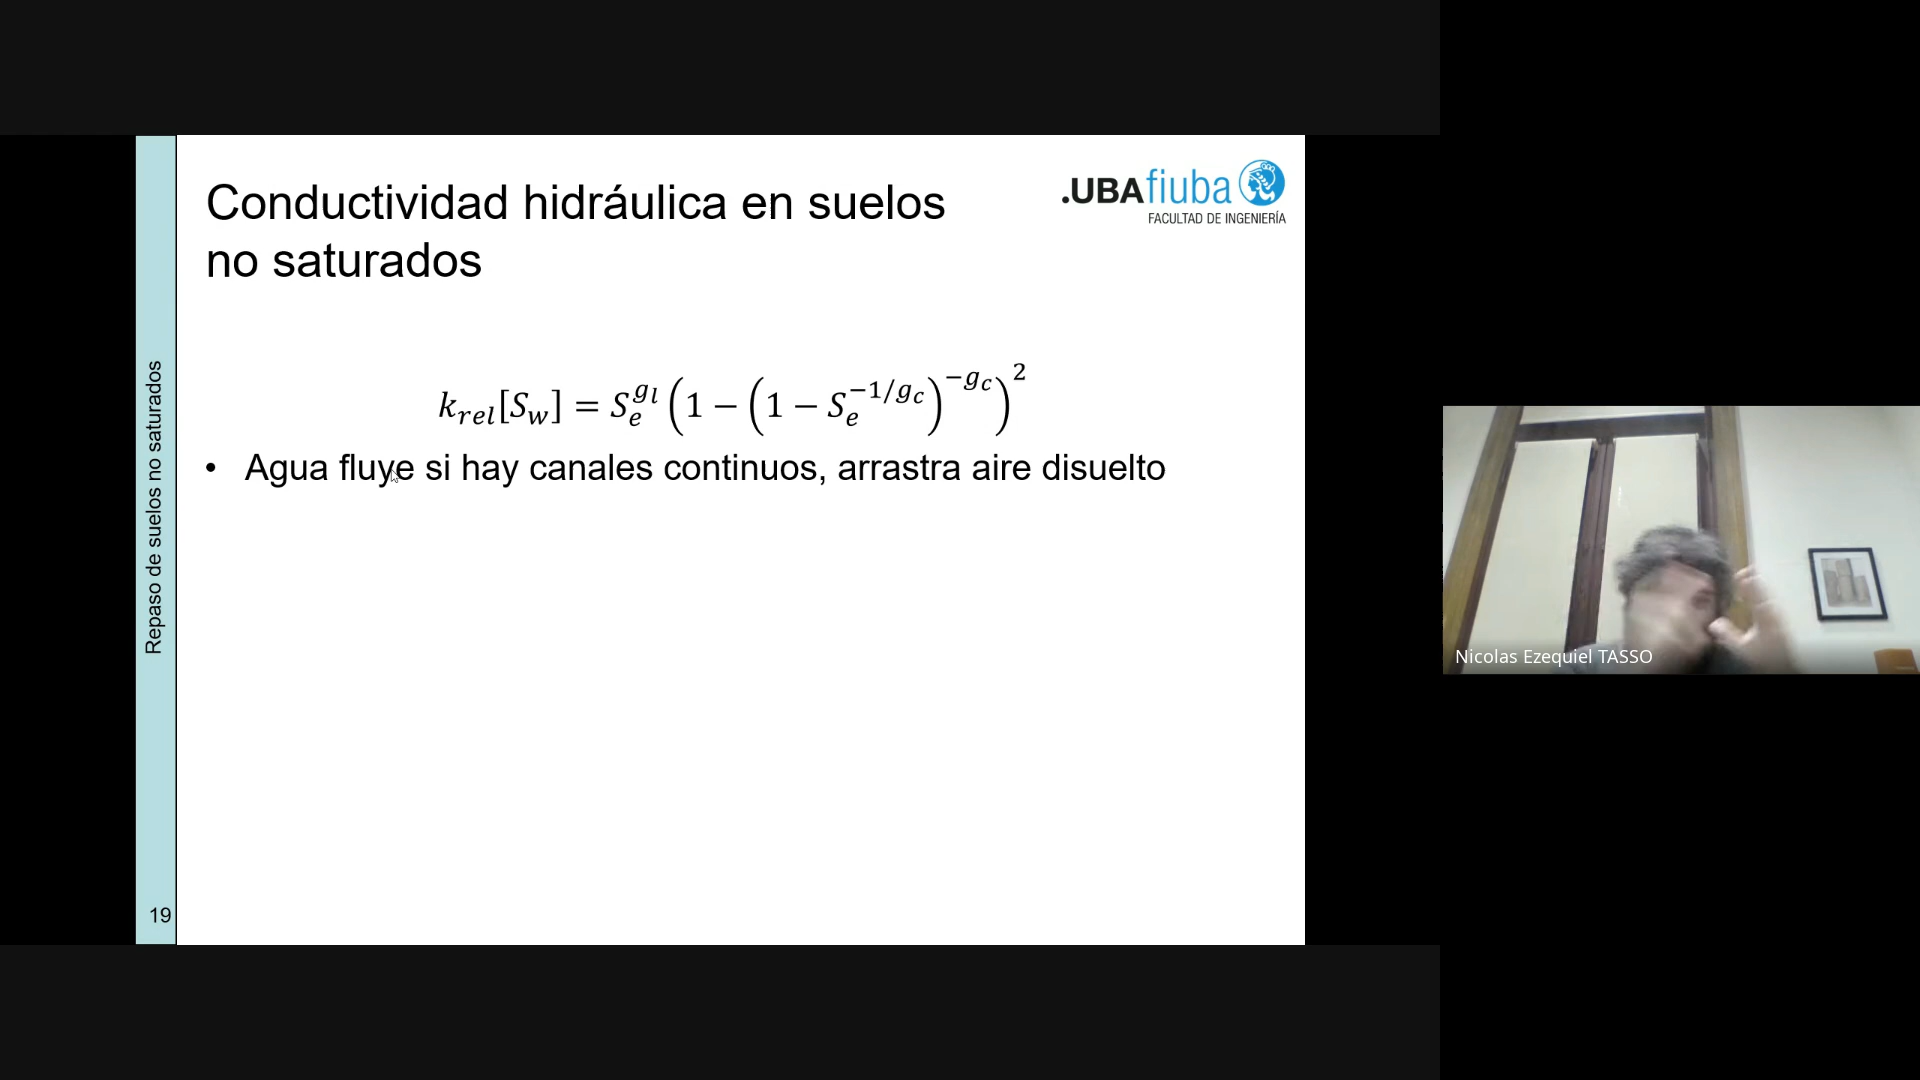 Conductividad hidráulica en suelos
no saturados
.UBAfiuba
FACULTAD DE INGENIERÍA
k_{rel}[S_w] = S_e^{g_l} (1 − (1 − S_e^{−1/g_c})^{−g_c})^2
• Agua fluye si hay canales continuos, arrastra aire disuelto
Repaso de suelos no saturados
19
Nicolas Ezequiel TASSO